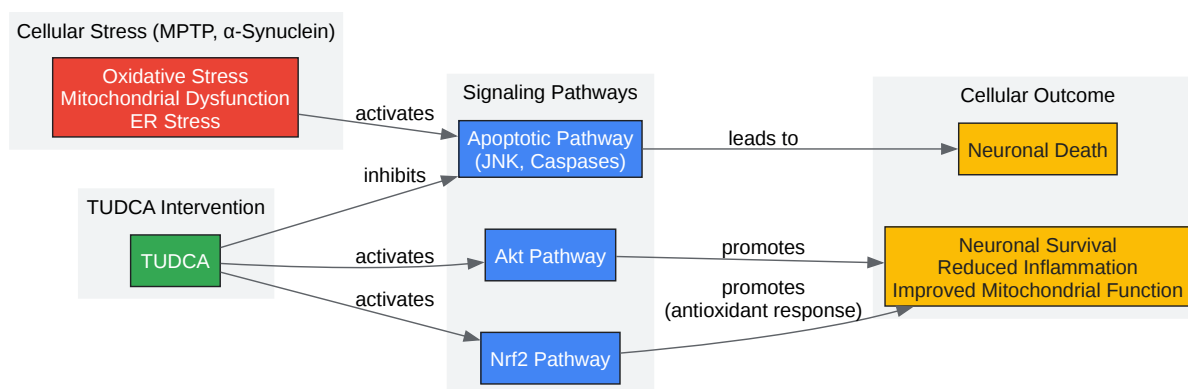 Cellular Stress (MPTP, α-Synuclein)
Oxidative Stress
Mitochondrial Dysfunction
ER Stress
activates
Signaling Pathways
Apoptotic Pathway
(JNK, Caspases)
leads to
Cellular Outcome
Neuronal Death
inhibits
TUDCA Intervention
TUDCA
activates
Akt Pathway
promotes
Neuronal Survival
Reduced Inflammation
Improved Mitochondrial Function
activates
Nrf2 Pathway
promotes
(antioxidant response)